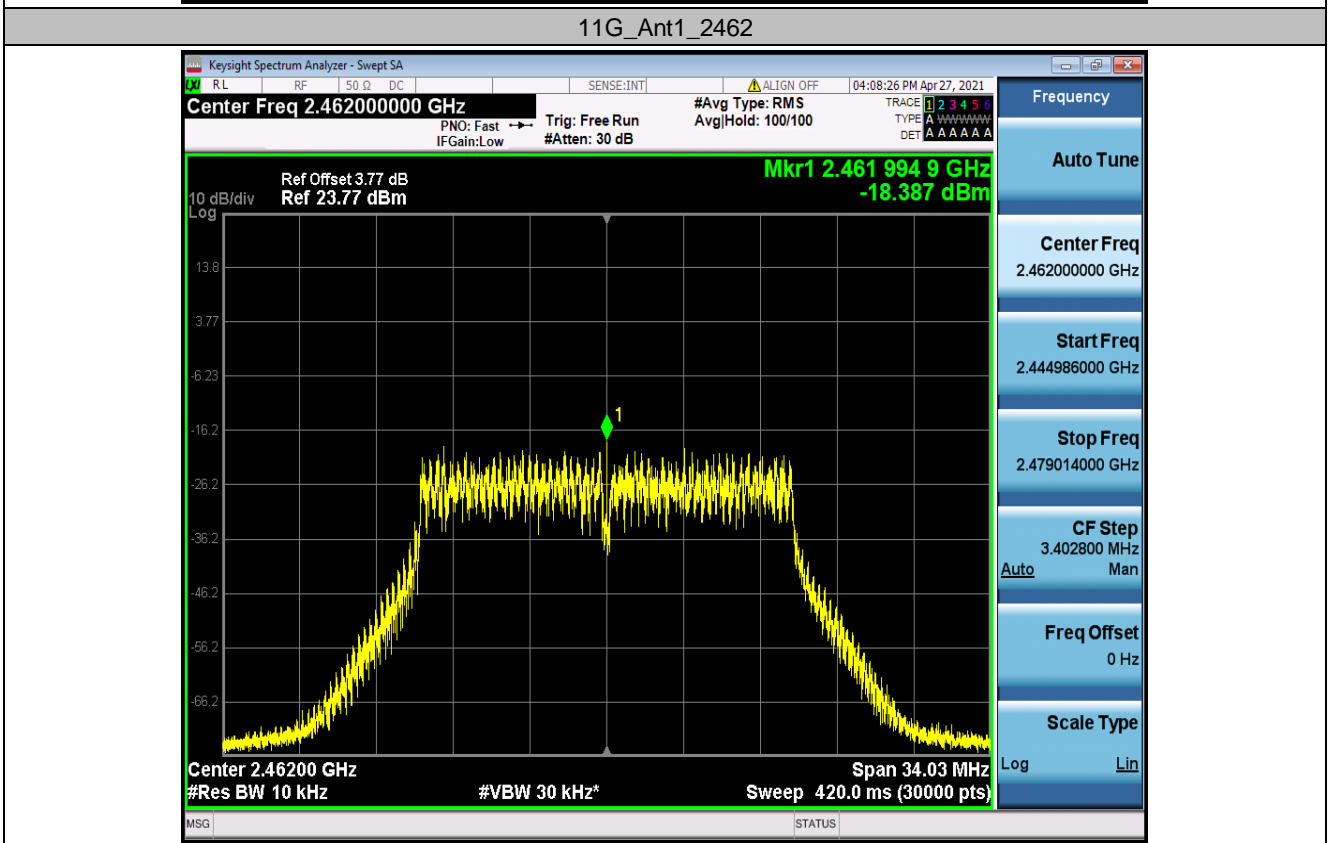 11G_Ant1_2462
Keysight Spectrum Analyzer - Swept SA
LXI RL RF 50 Ω DC SENSE:INT ALIGN OFF 04:08:26 PM Apr 27, 2021
Center Freq 2.462000000 GHz
PNO: Fast
IFGain:Low
Trig: Free Run
#Atten: 30 dB
#Avg Type: RMS
Avg|Hold: 100/100
TRACE 1 2 3 4 5 6
TYPE A WWWWW
DET A A A A A A
Mkr1 2.461 994 9 GHz
-18.387 dBm
Ref Offset 3.77 dB
10 dB/div Ref 23.77 dBm
Log
13.8
3.77
-6.23
1
-16.2
-26.2
-36.2
-46.2
-56.2
-66.2
Center 2.46200 GHz Span 34.03 MHz
#Res BW 10 kHz #VBW 30 kHz* Sweep 420.0 ms (30000 pts)
MSG STATUS
Frequency
Auto Tune
Center Freq
2.462000000 GHz
Start Freq
2.444986000 GHz
Stop Freq
2.479014000 GHz
CF Step
3.402800 MHz
Auto Man
Freq Offset
0 Hz
Scale Type
Log Lin